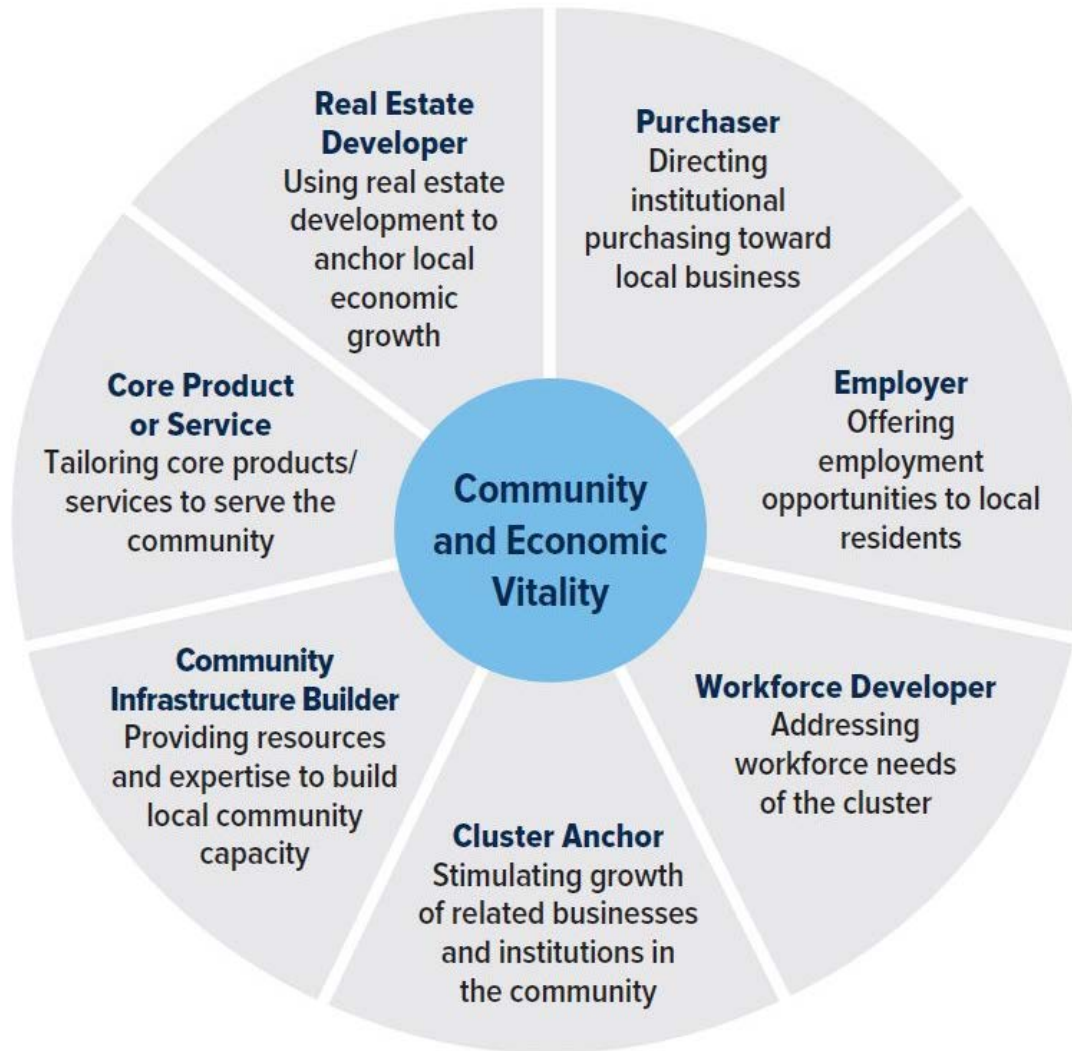 Real Estate
Developer
Using real estate
development to
anchor local
economic
growth
Purchaser
Directing
institutional
purchasing toward
local business
Employer
Offering
employment
opportunities to local
residents
Workforce Developer
Addressing
workforce needs
of the cluster
Cluster Anchor
Stimulating growth
of related businesses
and institutions in
the community
Community
Infrastructure Builder
Providing resources
and expertise to build
local community
capacity
Core Product
or Service
Tailoring core products/
services to serve the
community
Community
and Economic
Vitality